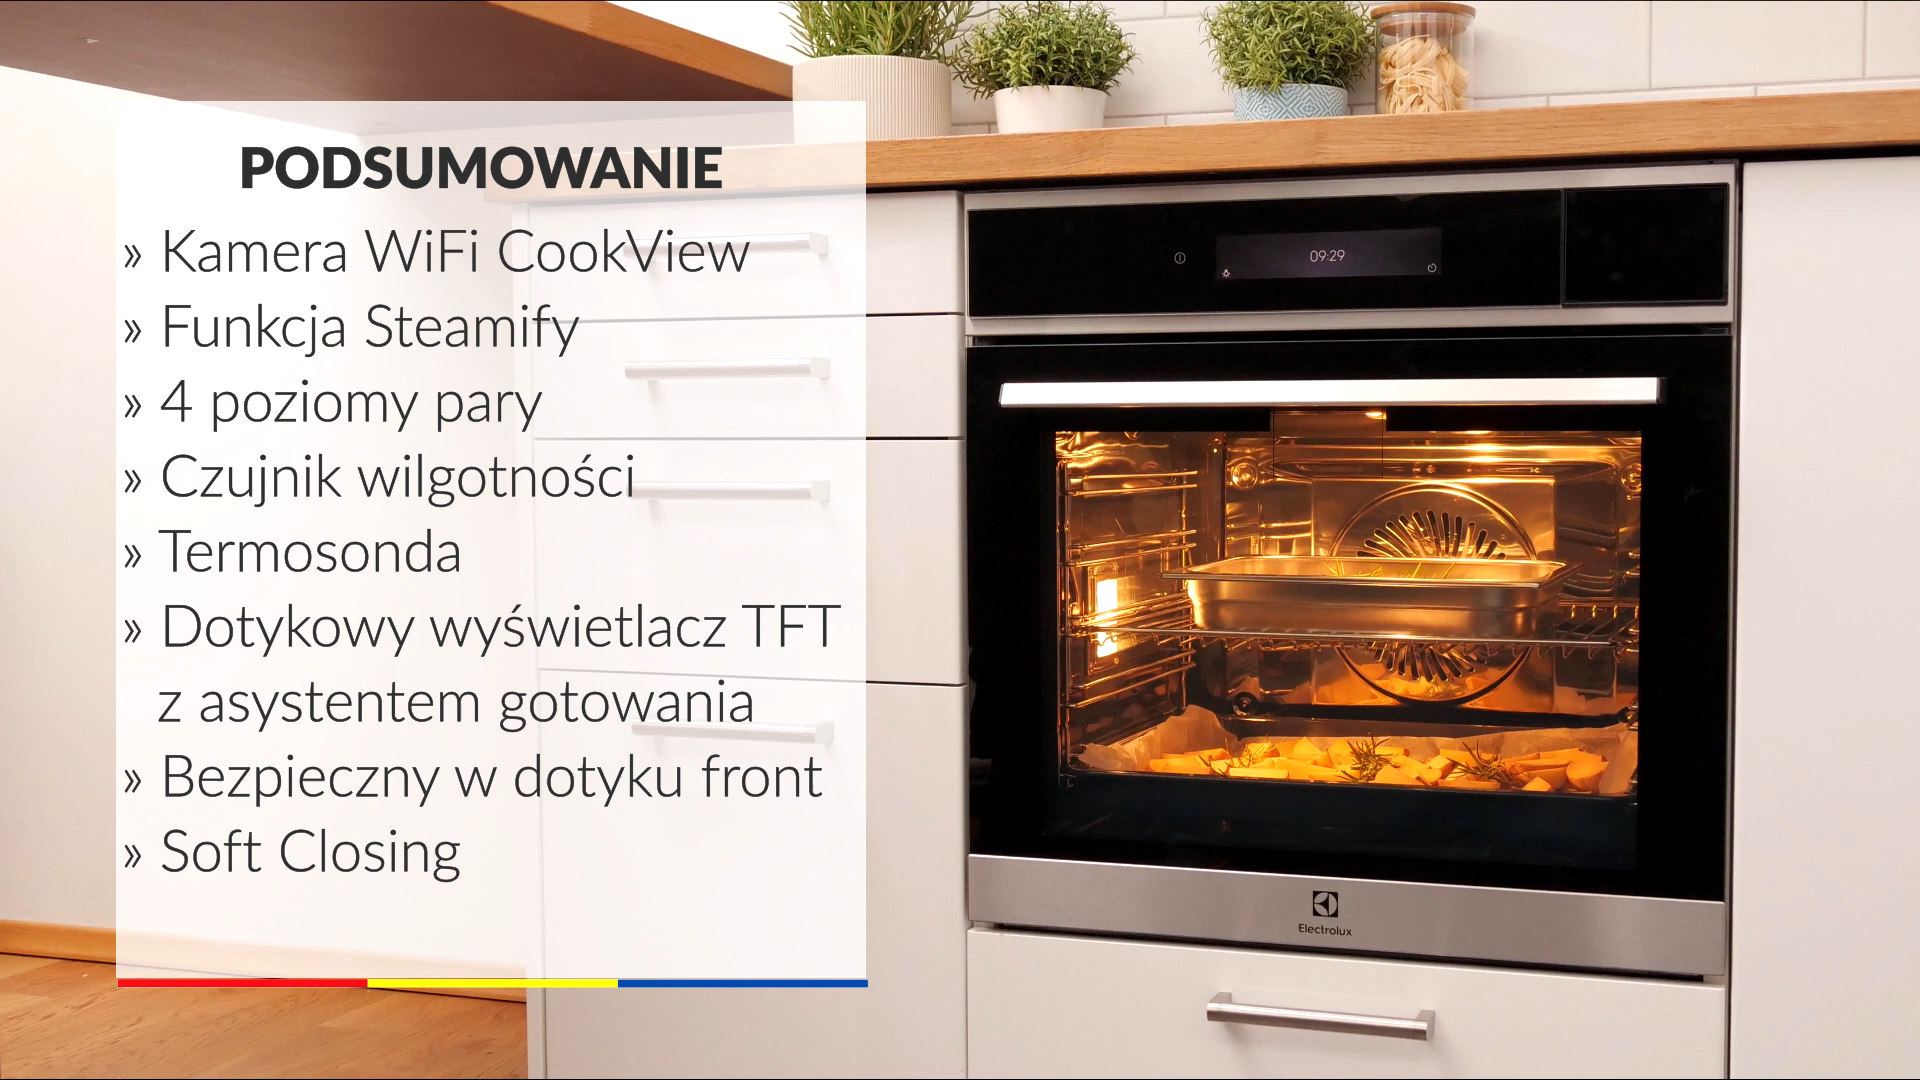 PODSUMOWANIE
» Kamera WiFi CookView
» Funkcja Steamify
» 4 poziomy pary
» Czujnik wilgotności
» Termosonda
» Dotykowy wyświetlacz TFT
z asystentem gotowania
» Bezpieczny w dotyku front
» Soft Closing
09:29
Electrolux